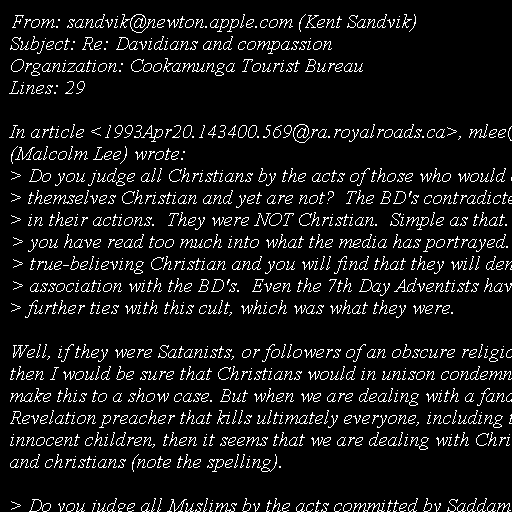 From: sandvik@newton.apple.com (Kent Sandvik)
Subject: Re: Davidians and compassion
Organization: Cookamunga Tourist Bureau
Lines: 29

In article <1993Apr20.143400.569@ra.royalroads.ca>, mlee(
(Malcolm Lee) wrote:
> Do you judge all Christians by the acts of those who would
> themselves Christian and yet are not?  The BD's contradicte
> in their actions.  They were NOT Christian.  Simple as that.
> you have read too much into what the media has portrayed.
> true-believing Christian and you will find that they will den
> association with the BD's.  Even the 7th Day Adventists hav
> further ties with this cult, which was what they were.

Well, if they were Satanists, or followers of an obscure religio
then I would be sure that Christians would in unison condemn
make this to a show case. But when we are dealing with a fana
Revelation preacher that kills ultimately everyone, including
innocent children, then it seems that we are dealing with Chri
and christians (note the spelling).

> Do you judge all Muslims by the acts committed by Saddam